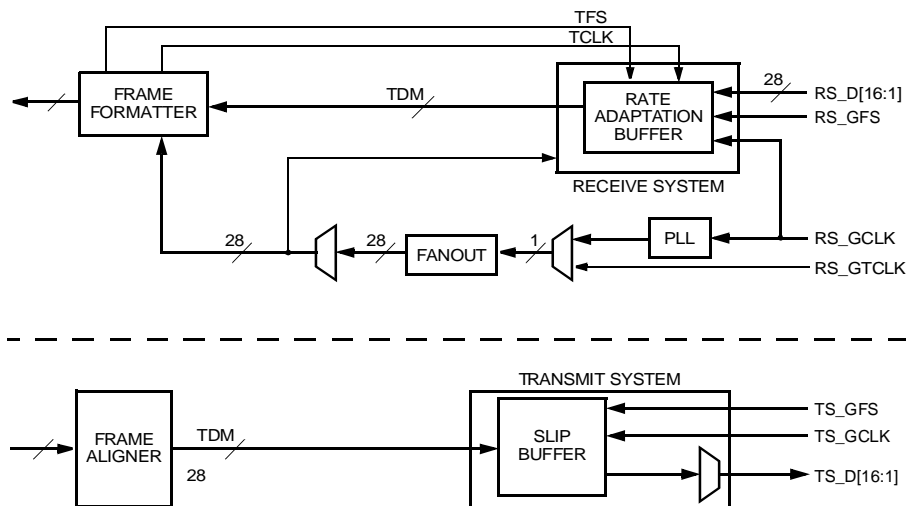 TFS
TCLK
FRAME
FORMATTER
TDM
RATE
ADAPTATION
BUFFER
28
RS_D[16:1]
RS_GFS
RECEIVE SYSTEM
28
28
FANOUT
1
PLL
RS_GCLK
RS_GTCLK
TRANSMIT SYSTEM
FRAME
ALIGNER
TDM
28
SLIP
BUFFER
TS_GFS
TS_GCLK
TS_D[16:1]